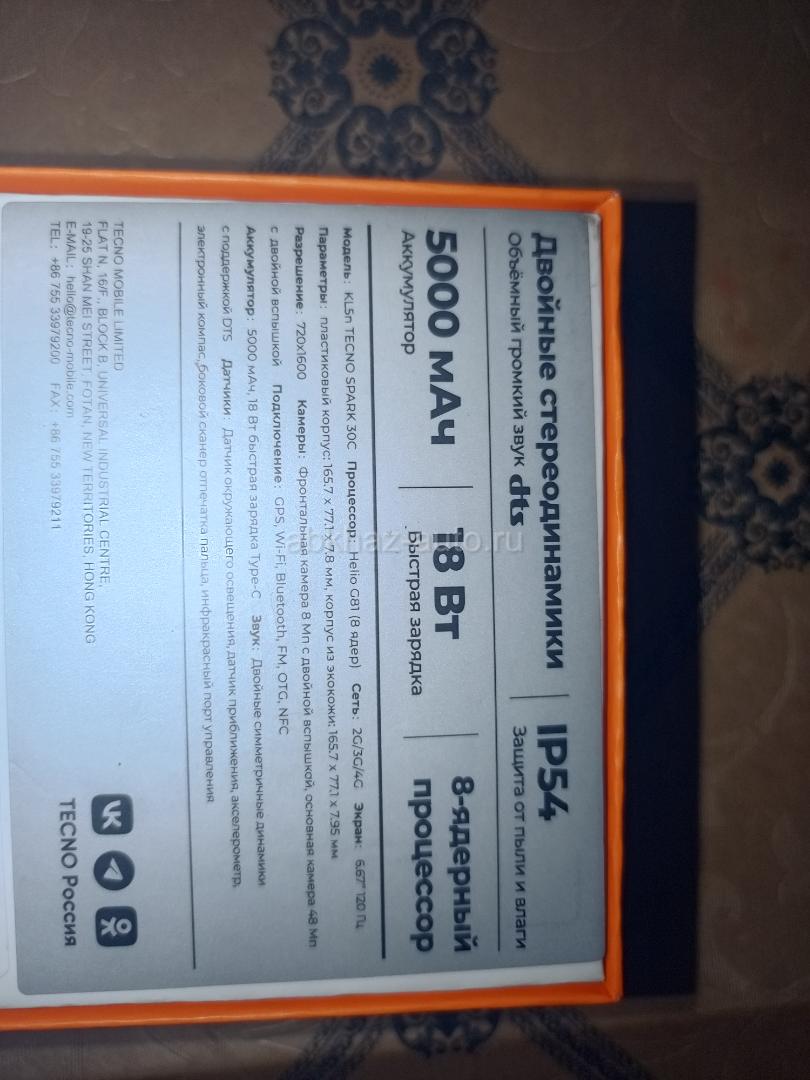 Двойные стереодинамики
Объёмный громкий звук dts
IP54
Защита от пыли и влаги
5000 мАч
Аккумулятор
18 Вт
Быстрая зарядка
8-ядерный
процессор
Модель: KL5n TECNO SPARK 30C Процессор: Helio G81 (8 ядер) Сеть: 2G/3G/4G Экран: 6.67" 120 Гц
Параметры: пластиковый корпус: 165.7 x 77.1 x 7.8 мм, корпус из экокожи: 165.7 x 77.1 x 7.95 мм
Разрешение: 720x1600 Камеры: Фронтальная камера 8 Мп с двойной вспышкой, основная камера 48 Мп
с двойной вспышкой Подключение: GPS, Wi-Fi, Bluetooth, FM, OTG, NFC
Аккумулятор: 5000 мАч, 18 Вт быстрая зарядка Type-C Звук: Двойные симметричные динамики
с поддержкой DTS Датчики: Датчик окружающего освещения, датчик приближения, акселерометр,
электронный компас, боковой сканер отпечатка пальца, инфракрасный порт управления
TECNO MOBILE LIMITED
FLAT N, 16/F., BLOCK B, UNIVERSAL INDUSTRIAL CENTRE,
19-25 SHAN MEI STREET, FOTAN, NEW TERRITORIES, HONG KONG
E-MAIL: hello@tecno-mobile.com
TEL: +86 755 33979200 FAX: +86 755 33979211
TECNO Россия
abkhaz-auto.ru